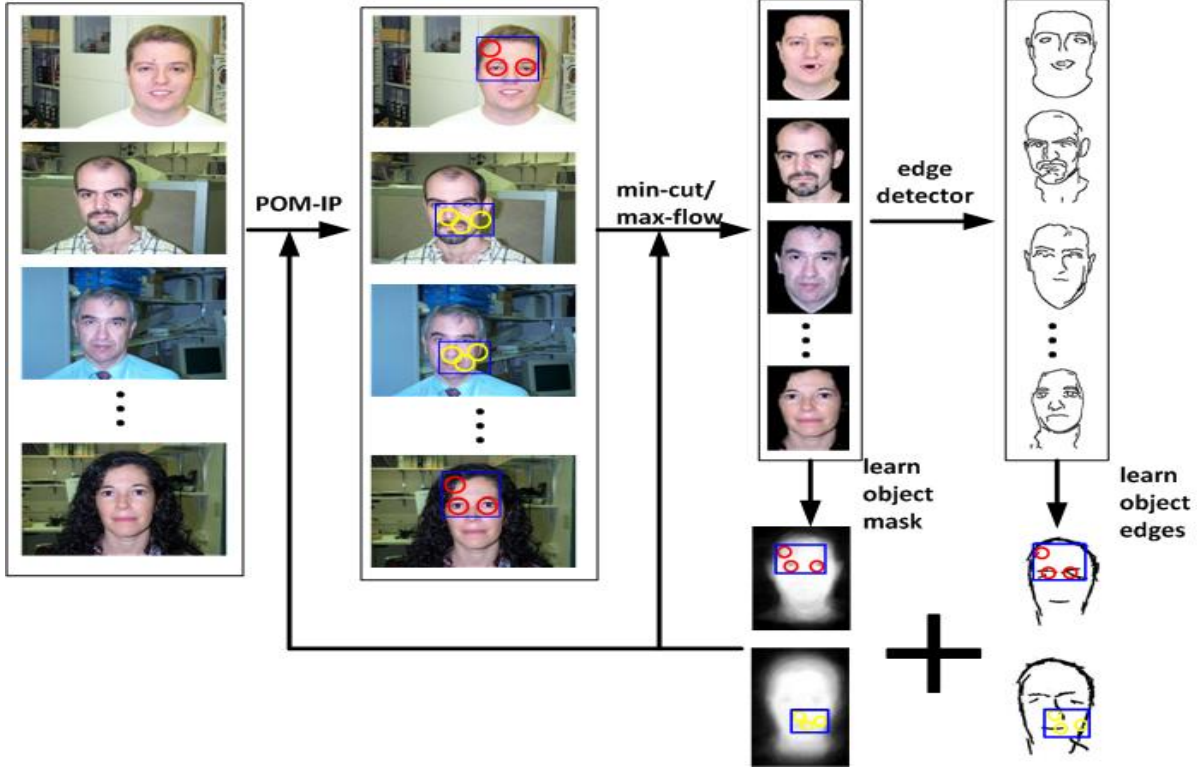 POM-IP
min-cut/
max-flow
edge
detector
learn
object
mask
learn
object
edges